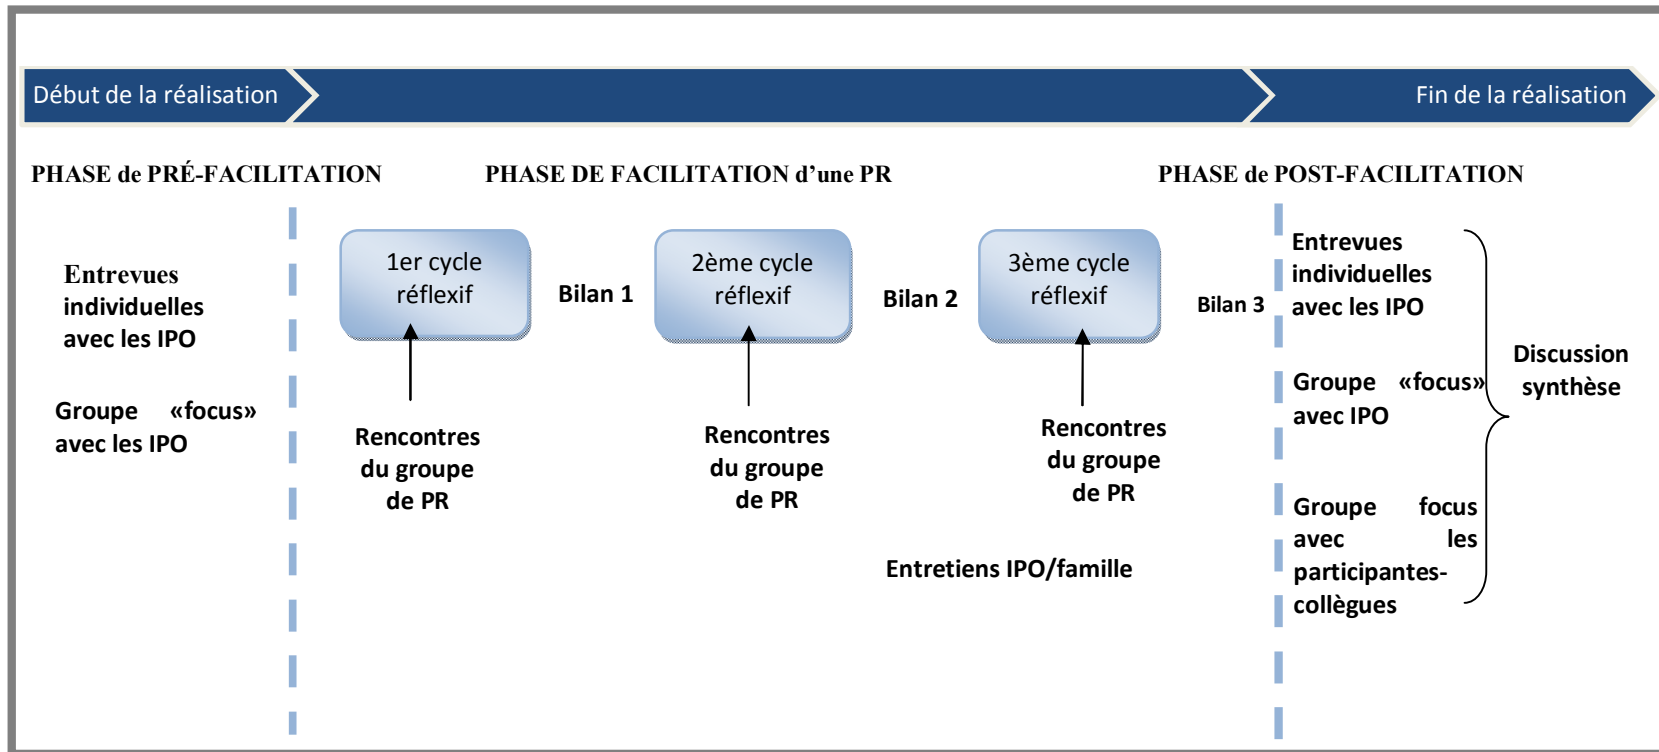 Début de la réalisation
Fin de la réalisation
PHASE de PRÉ-FACILITATION
PHASE DE FACILITATION d’une PR
PHASE de POST-FACILITATION
Entrevues
individuelles
avec les IPO
Groupe «focus»
avec les IPO
1er cycle
réflexif
Rencontres
du groupe
de PR
Bilan 1
2ème cycle
réflexif
Rencontres
du groupe
de PR
Bilan 2
3ème cycle
réflexif
Rencontres
du groupe
de PR
Entretiens IPO/famille
Bilan 3
Entrevues
individuelles
avec les IPO
Groupe «focus»
avec IPO
Groupe focus
avec les
participantes-
collègues
Discussion
synthèse